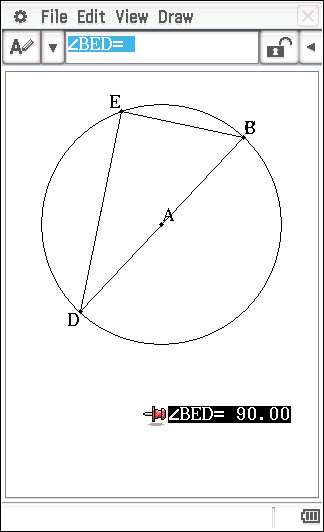 File Edit View Draw
A ∠BED=
E
A
D
∠BED= 90.00